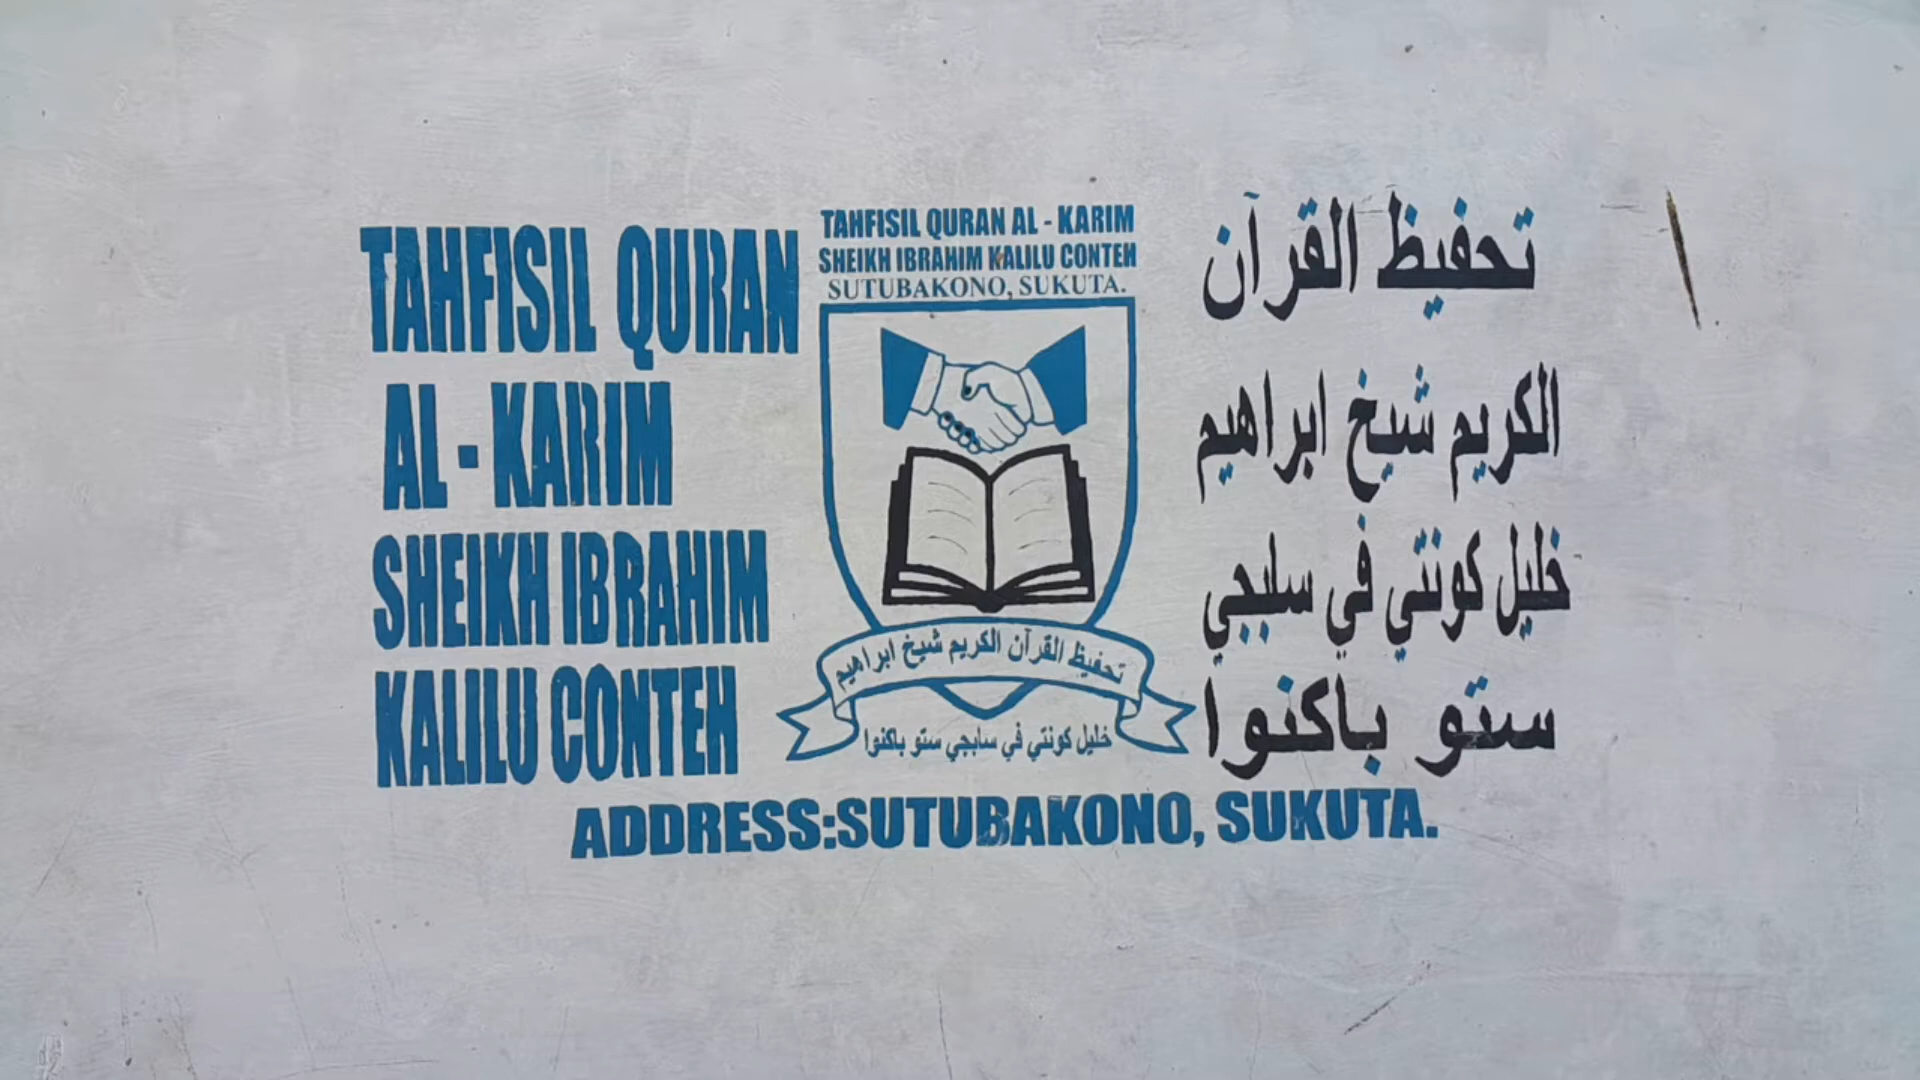 TAHFISIL QURAN
AL - KARIM
SHEIKH IBRAHIM
KALILU CONTEH
TAHFISIL QURAN AL - KARIM
SHEIKH IBRAHIM KALILU CONTEH
SUTUBAKONO, SUKUTA.
تحفيظ القرآن الكريم شيخ ابراهيم
خليل كونتي في سابجي ستو باكنوا
تحفيظ القرآن
الكريم شيخ ابراهيم
خليل كونتي في سلبجي
ستو باكنوا
ADDRESS:SUTUBAKONO, SUKUTA.